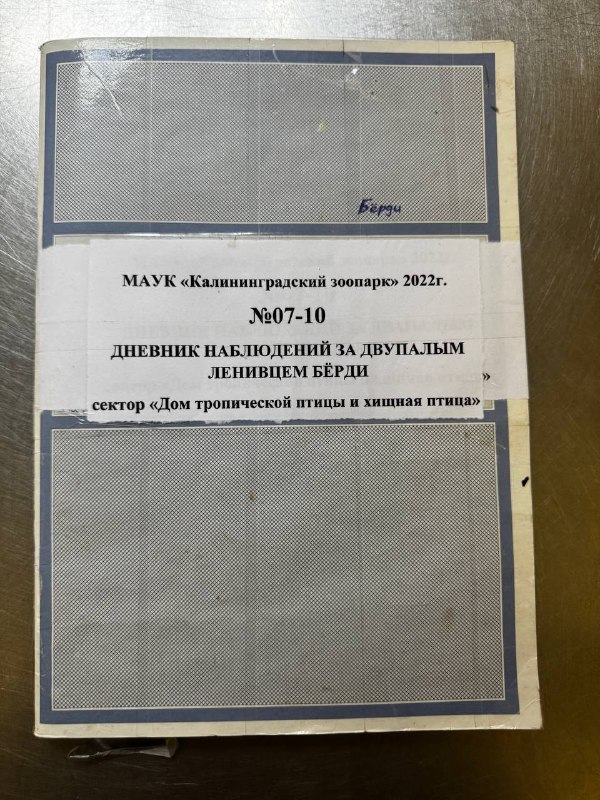 Бёрди
МАУК «Калининградский зоопарк» 2022г.
№07-10
ДНЕВНИК НАБЛЮДЕНИЙ ЗА ДВУПАЛЫМ
ЛЕНИВЦЕМ БЁРДИ
»
сектор «Дом тропической птицы и хищная птица»